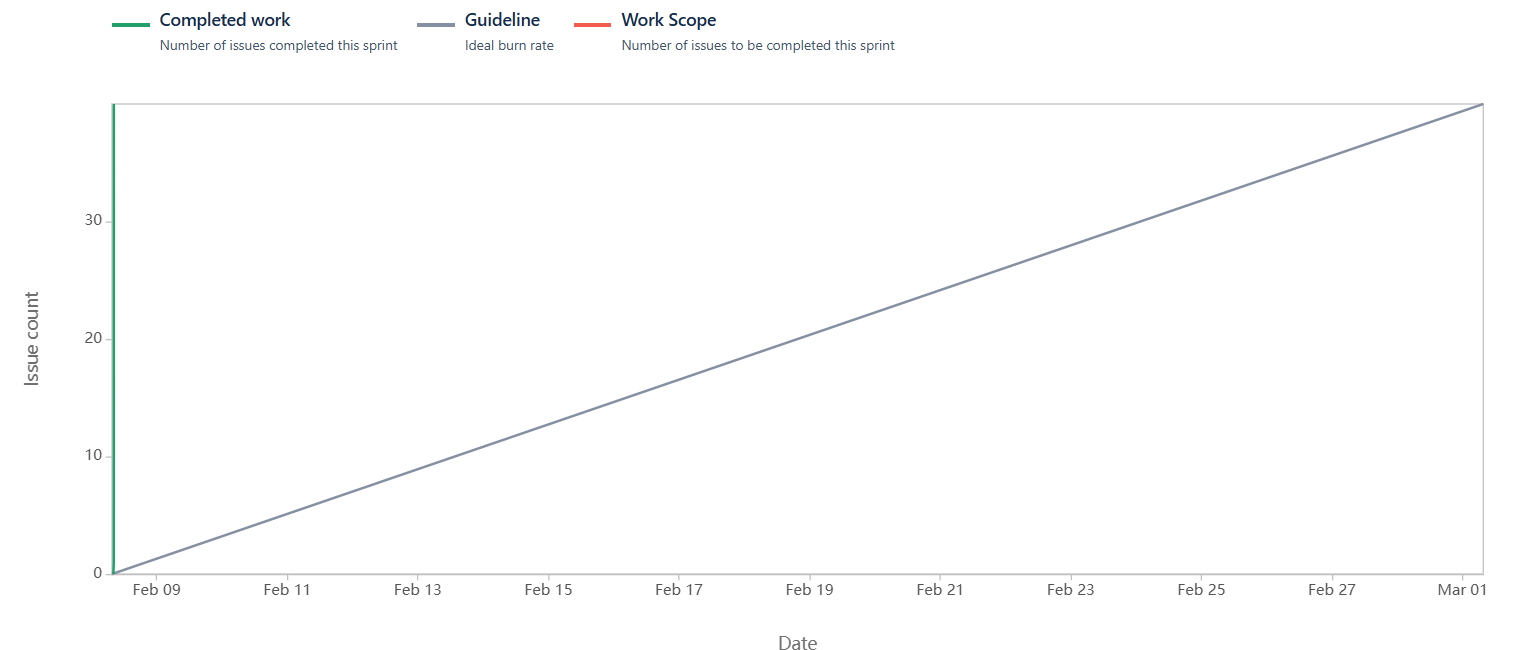 Completed work
Number of issues completed this sprint
Guideline
Ideal burn rate
Work Scope
Number of issues to be completed this sprint
30
20
10
0
Issue count
Feb 09 Feb 11 Feb 13 Feb 15 Feb 17 Feb 19 Feb 21 Feb 23 Feb 25 Feb 27 Mar 01
Date